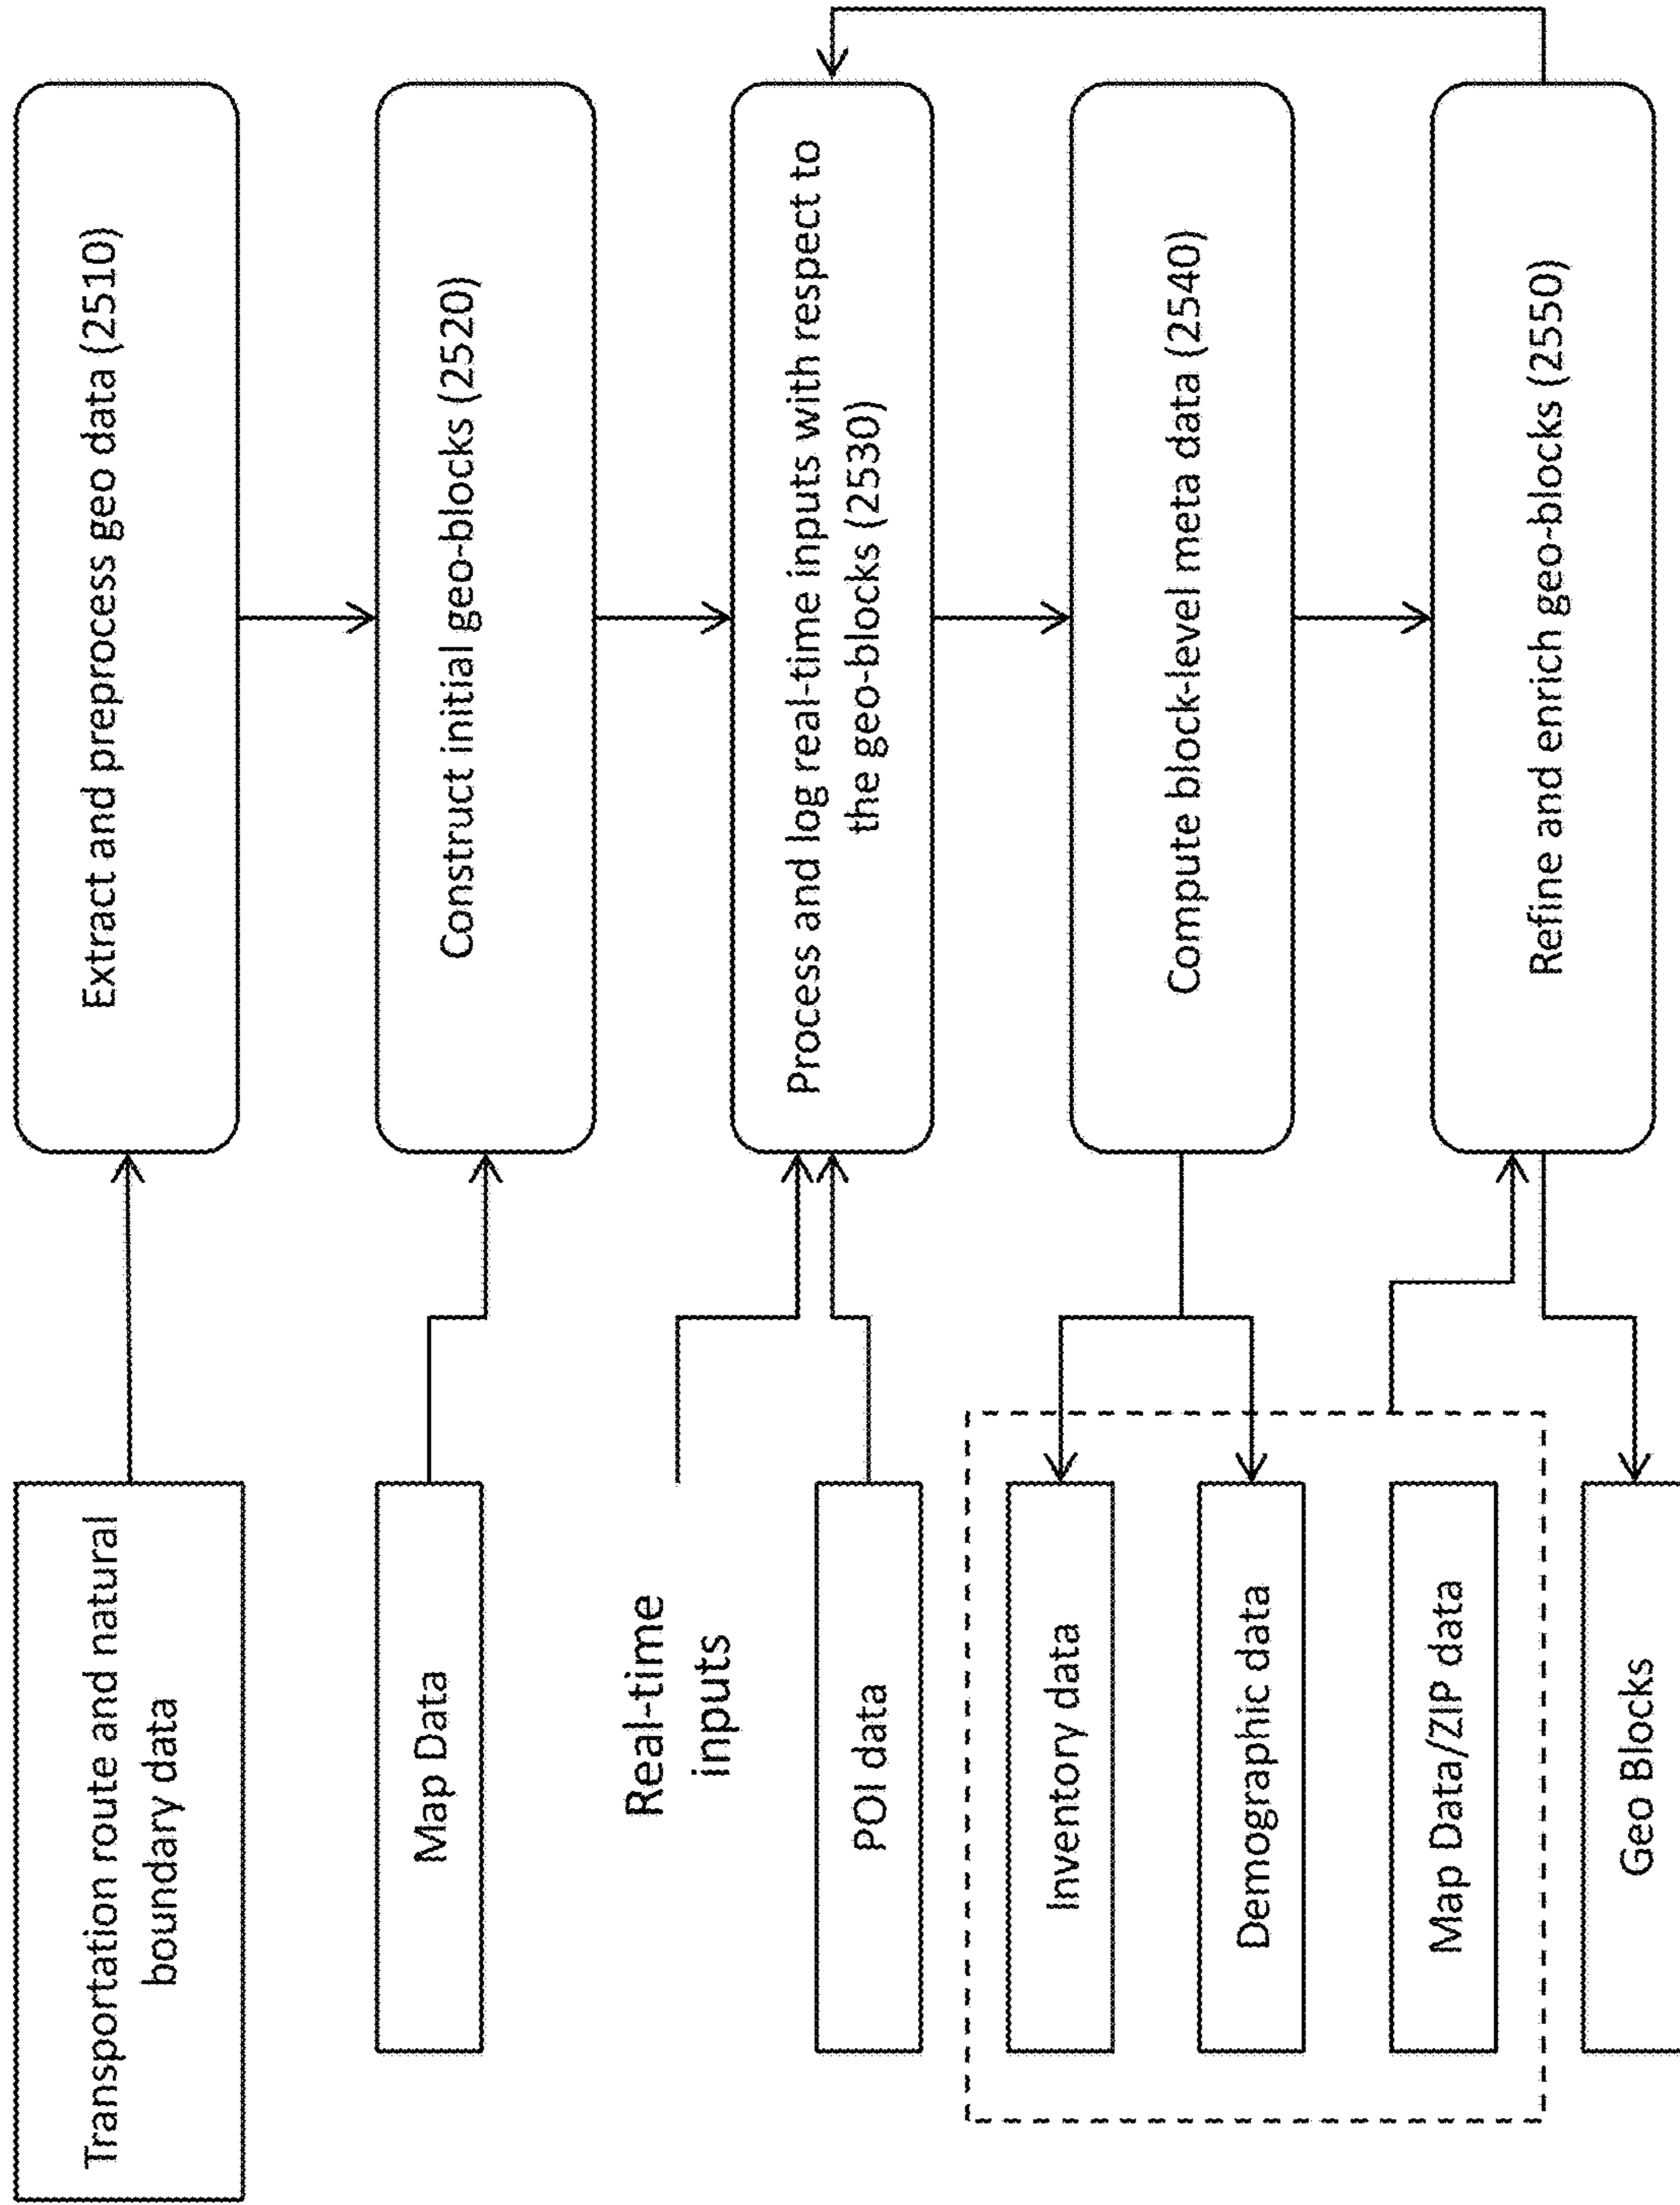 Transportation route and natural
boundary data
Extract and preprocess geo data (2510)
Map Data
Construct initial geo-blocks (2520)
Real-time
inputs
POI data
Process and log real-time inputs with respect to
the geo-blocks (2530)
Inventory data
Demographic data
Map Data/ZIP data
Compute block-level meta data (2540)
Geo Blocks
Refine and enrich geo-blocks (2550)